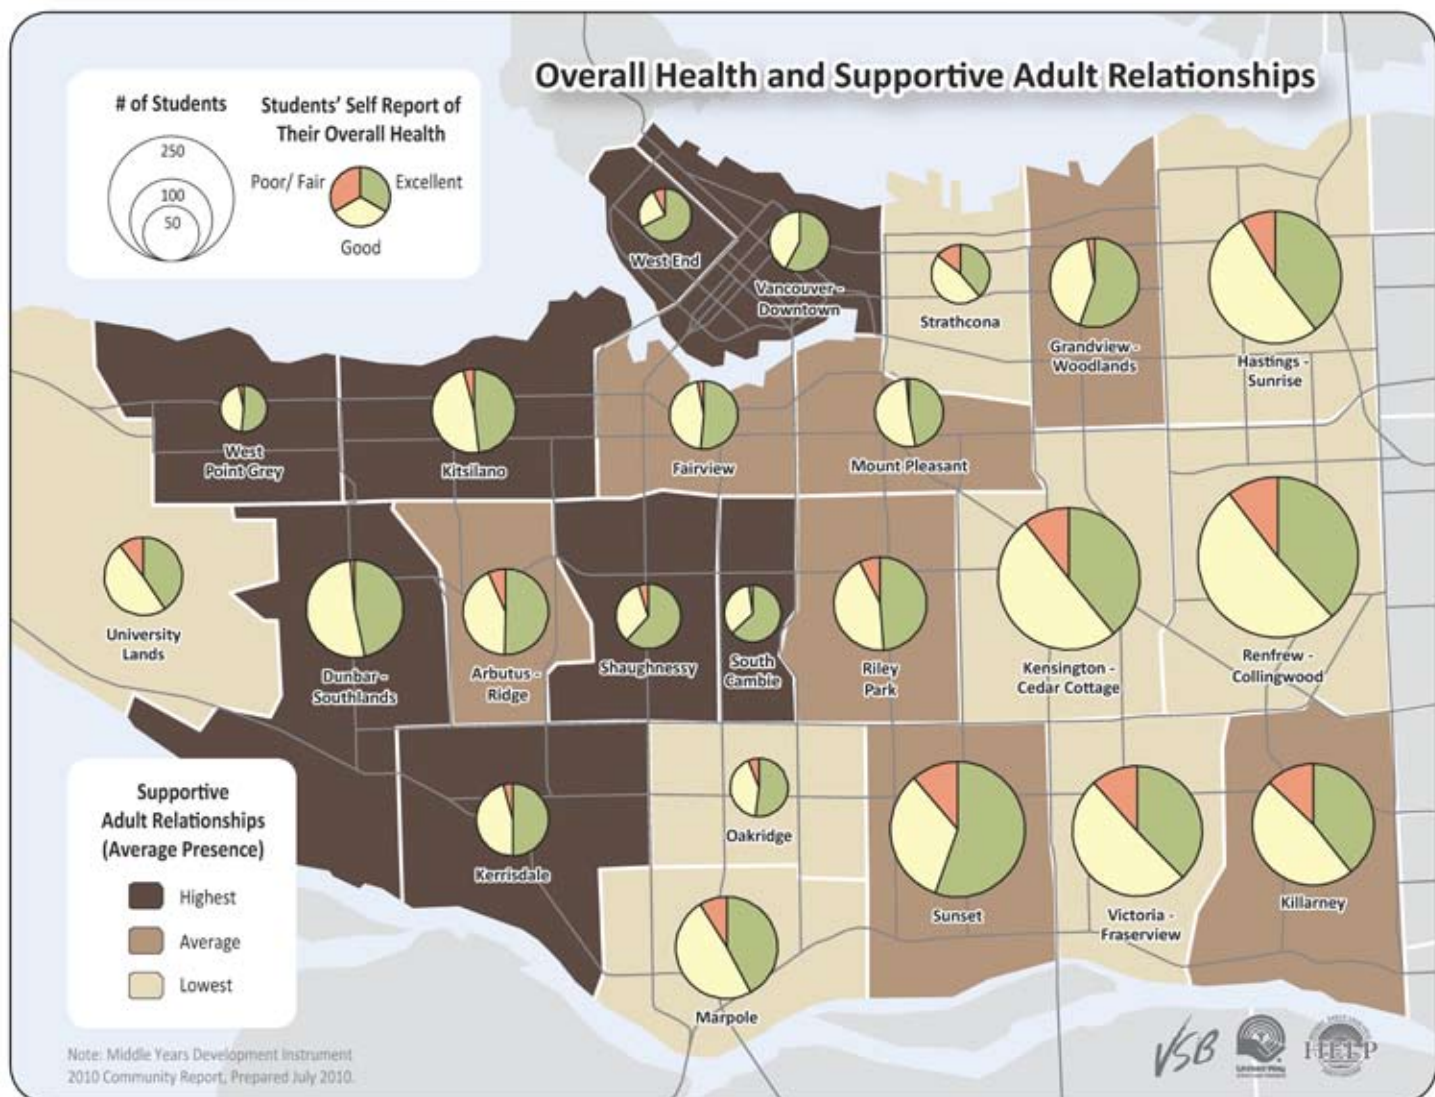 Overall Health and Supportive Adult Relationships
# of Students
250
100
50
Students' Self Report of
Their Overall Health
Poor/ Fair
Excellent
Good
West End
Vancouver -
Downtown
Strathcona
Grandview -
Woodlands
Hastings -
Sunrise
West
Point Grey
Kitsilano
Fairview
Mount Pleasant
University
Lands
Dunbar -
Southlands
Arbutus -
Ridge
Shaughnessy
South
Cambie
Riley
Park
Kensington -
Cedar Cottage
Renfrew -
Collingwood
Kerrisdale
Oakridge
Marpole
Sunset
Victoria -
Fraserview
Killarney
Supportive
Adult Relationships
(Average Presence)
Highest
Average
Lowest
Note: Middle Years Development Instrument
2010 Community Report, Prepared July 2010.
VSB
United Way
HELP